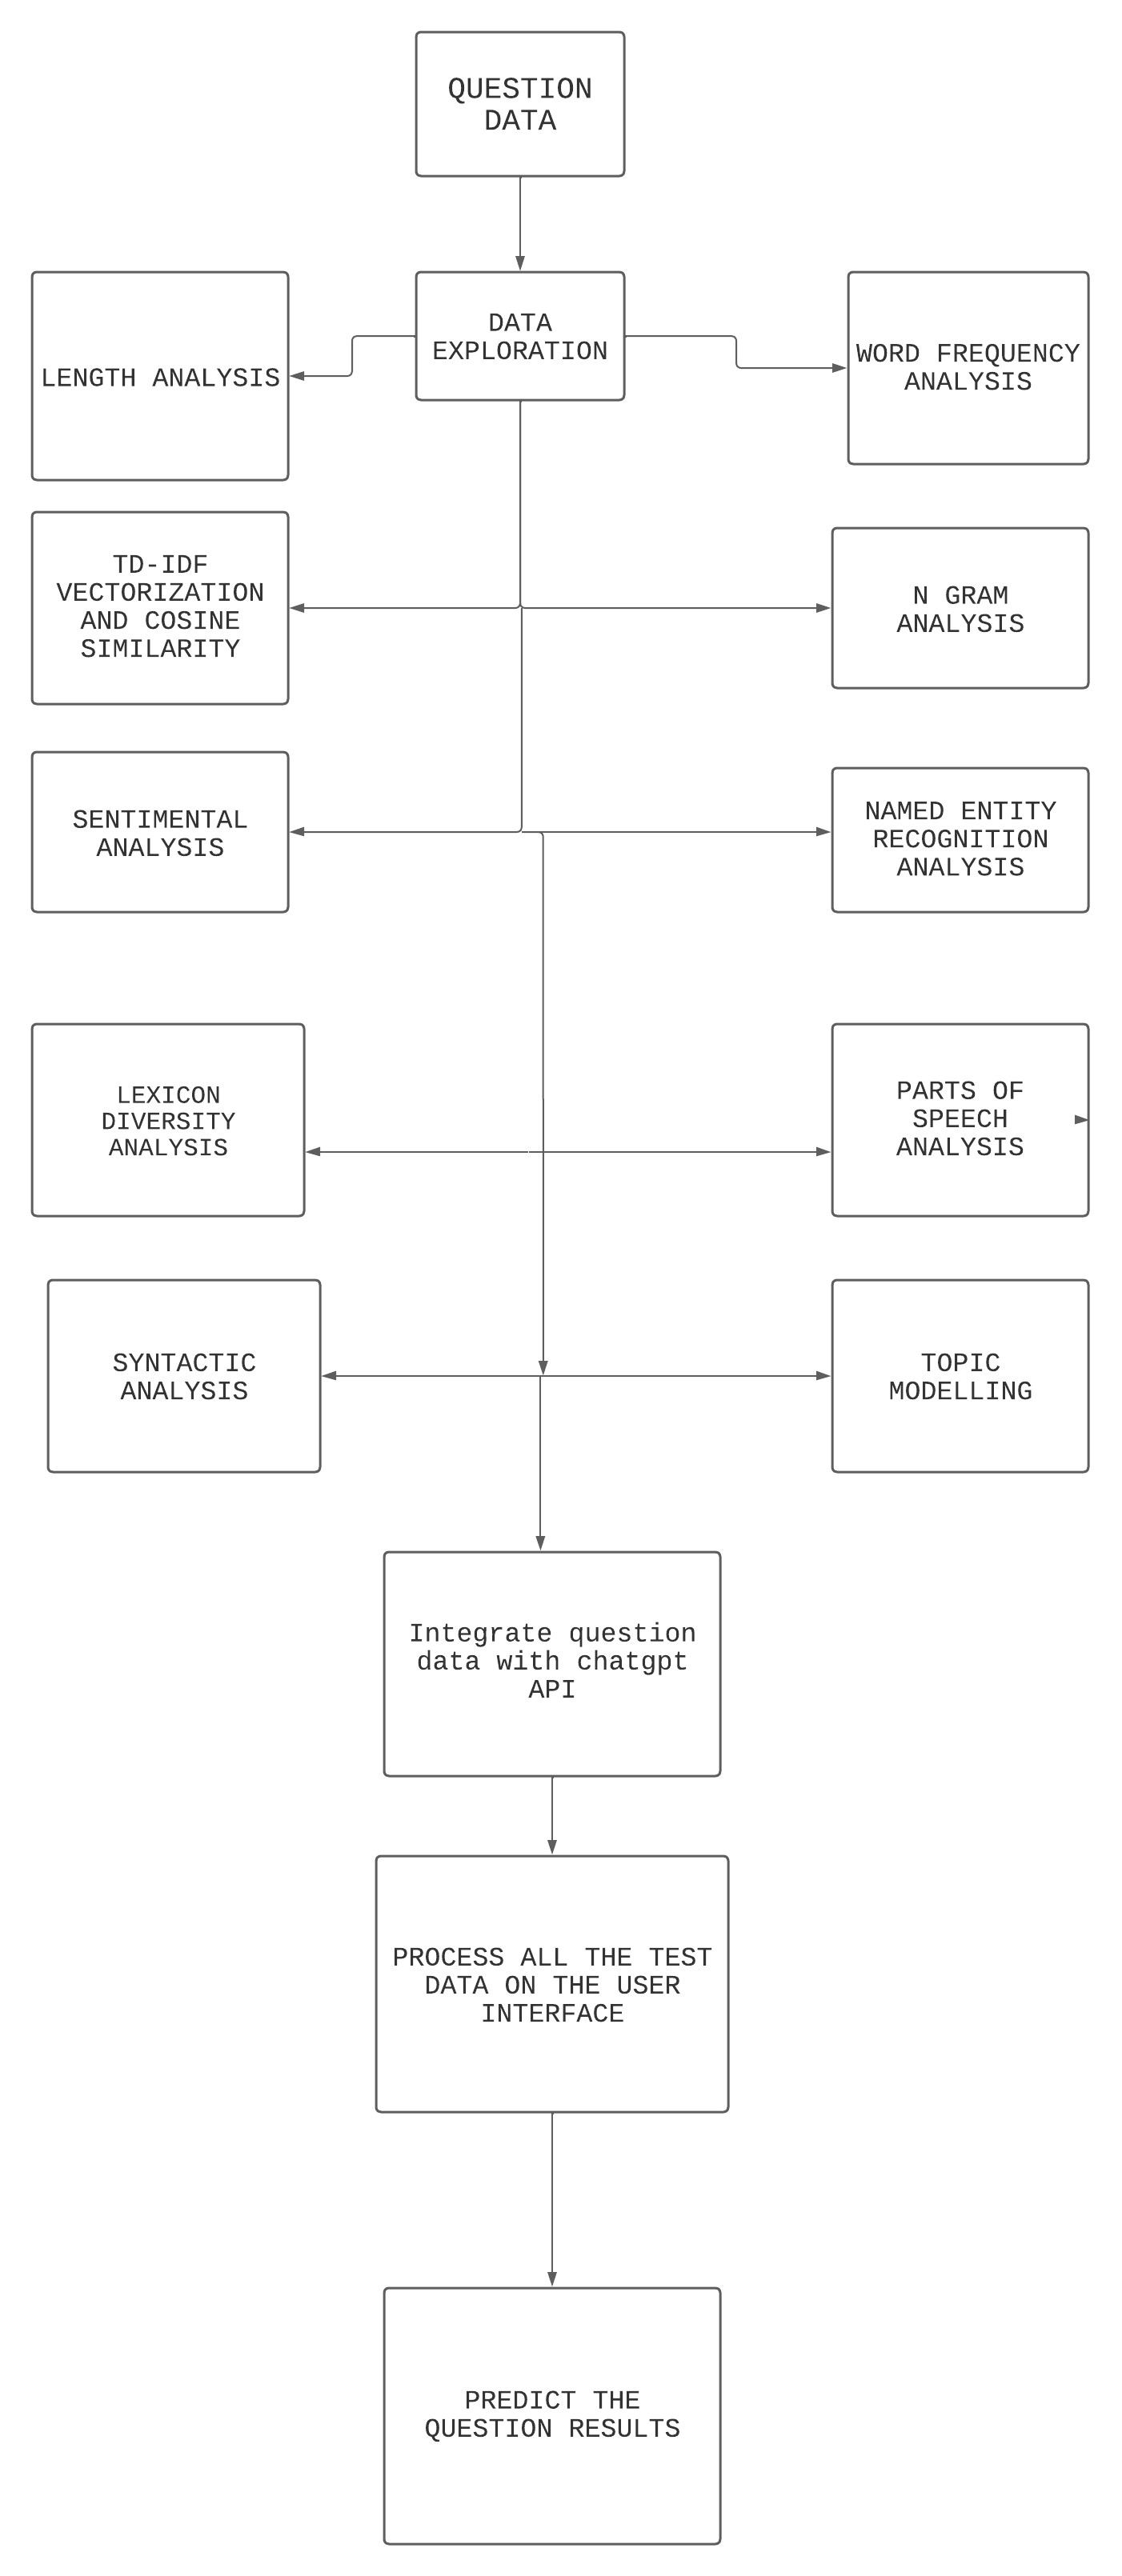 QUESTION
DATA
DATA
EXPLORATION
LENGTH ANALYSIS
WORD FREQUENCY
ANALYSIS
TD-IDF
VECTORIZATION
AND COSINE
SIMILARITY
N GRAM
ANALYSIS
SENTIMENTAL
ANALYSIS
NAMED ENTITY
RECOGNITION
ANALYSIS
LEXICON
DIVERSITY
ANALYSIS
PARTS OF
SPEECH
ANALYSIS
SYNTACTIC
ANALYSIS
TOPIC
MODELLING
Integrate question
data with chatgpt
API
PROCESS ALL THE TEST
DATA ON THE USER
INTERFACE
PREDICT THE
QUESTION RESULTS